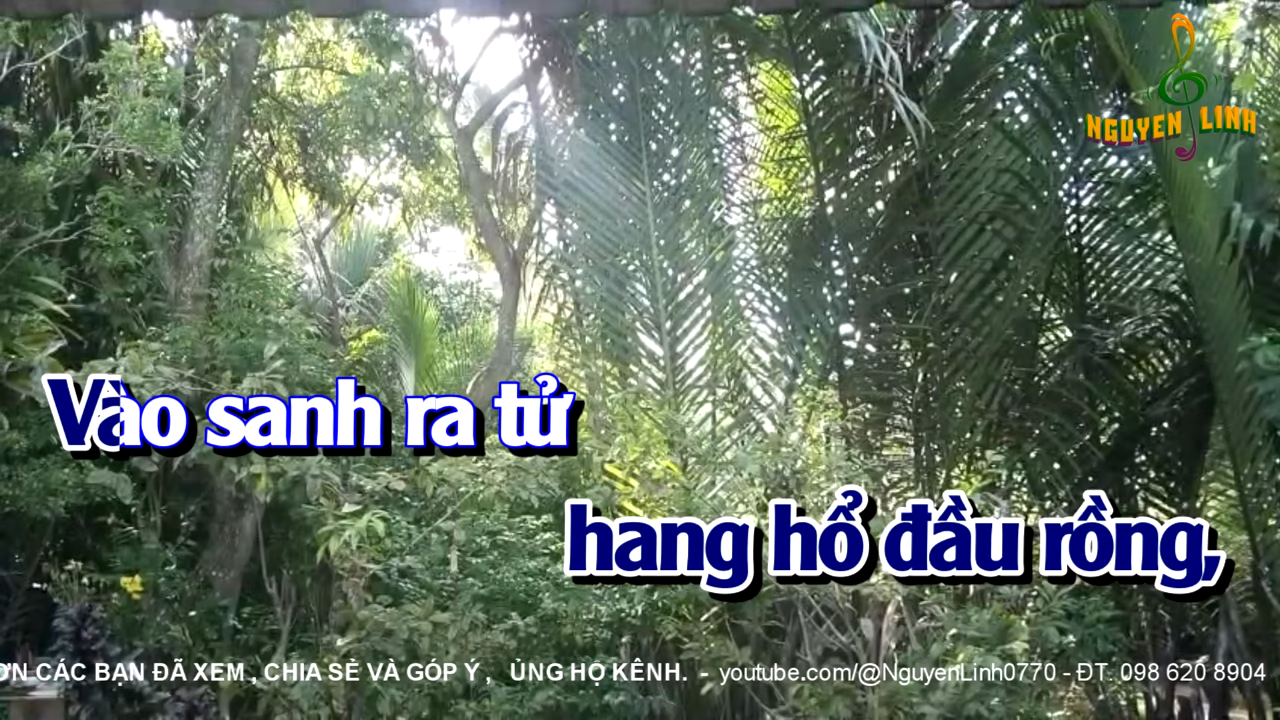 NGUYEN LINH
Vào sanh ra tử
hang hổ đầu rồng,
ƠN CÁC BẠN ĐÃ XEM , CHIA SẺ VÀ GÓP Ý , ỦNG HỘ KÊNH. - youtube.com/@NguyenLinh0770 - ĐT. 098 620 8904